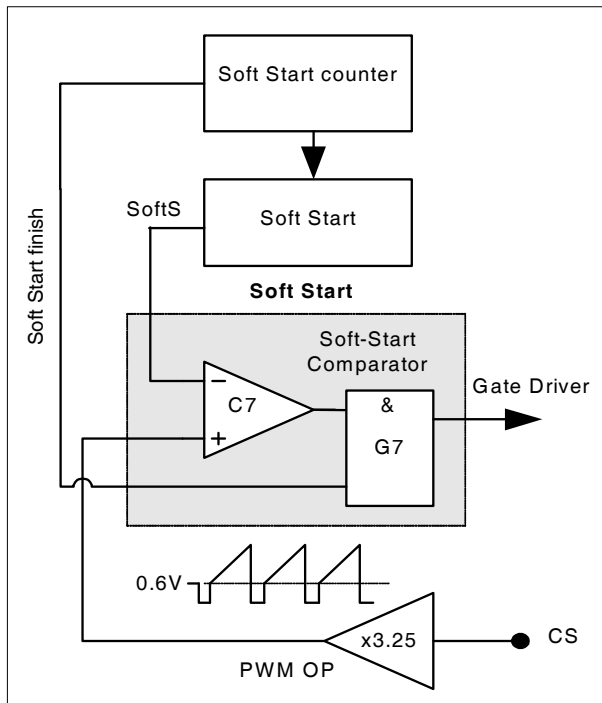 Soft Start counter
Soft Start
SoftS
Soft Start finish
Soft Start
Soft-Start
Comparator
C7
−
+
&
G7
Gate Driver
0.6V
x3.25
CS
PWM OP